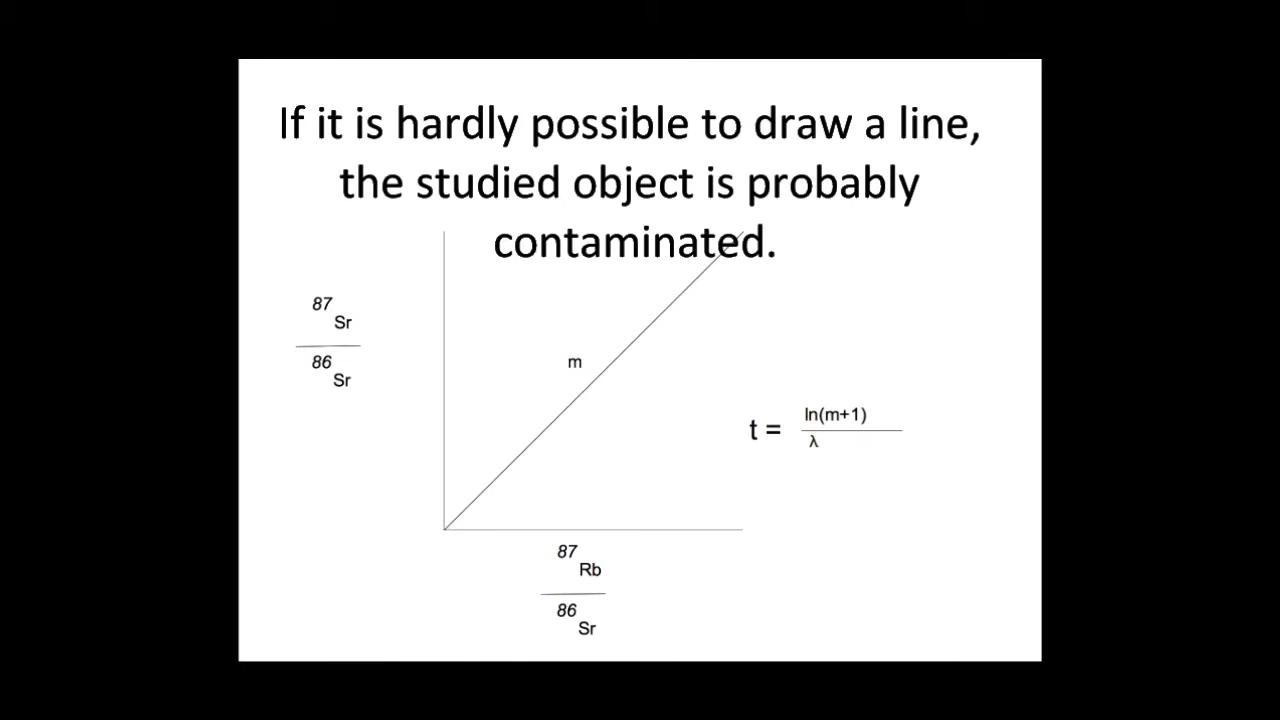 If it is hardly possible to draw a line,
the studied object is probably
contaminated.
87
Sr
86
Sr
m
t =
ln(m+1)
λ
87
Rb
86
Sr